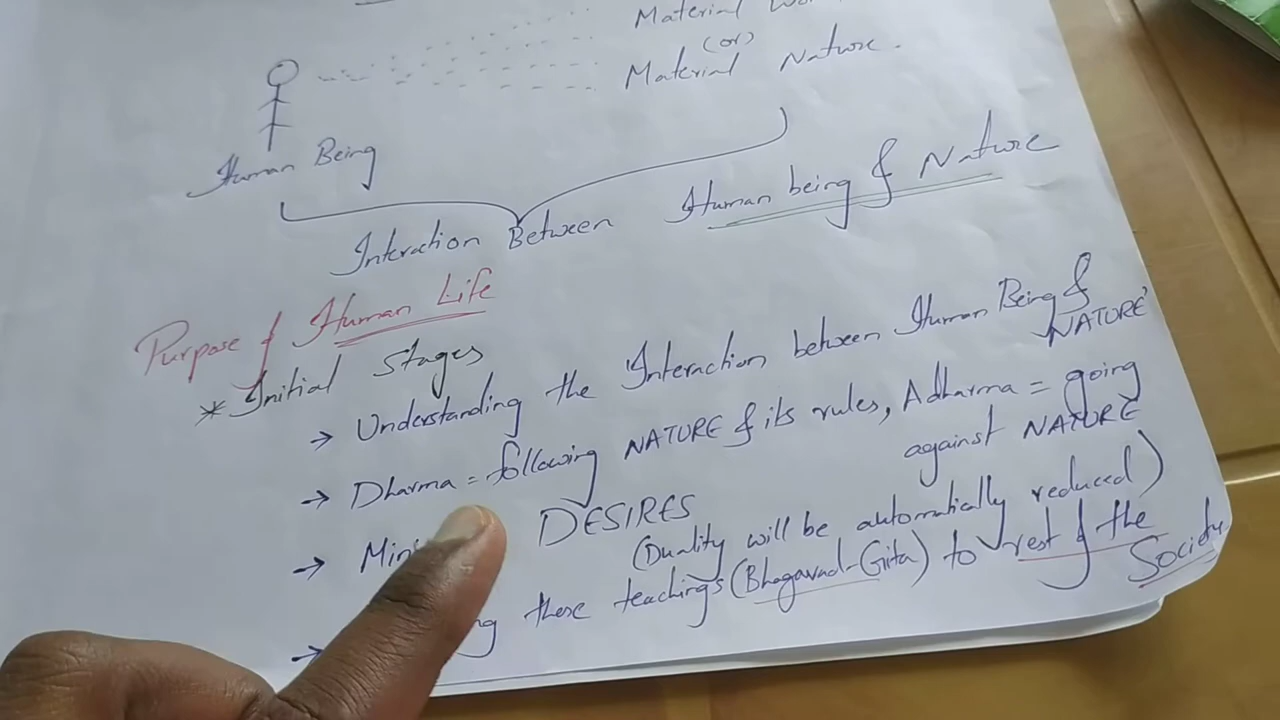 Material
(or)
Material Nature.
Human Being
Interaction Between Human being & Nature
Purpose of Human Life
* Initial Stages
→ Understanding the Interaction between Human Being & NATURE'
→ Dharma = following NATURE & its rules, Adharma = going
against NATURE
→ DESIRES
(Duality will be automatically reduced)
→ these teachings (Bhagavad-Gita) to rest of the
Society